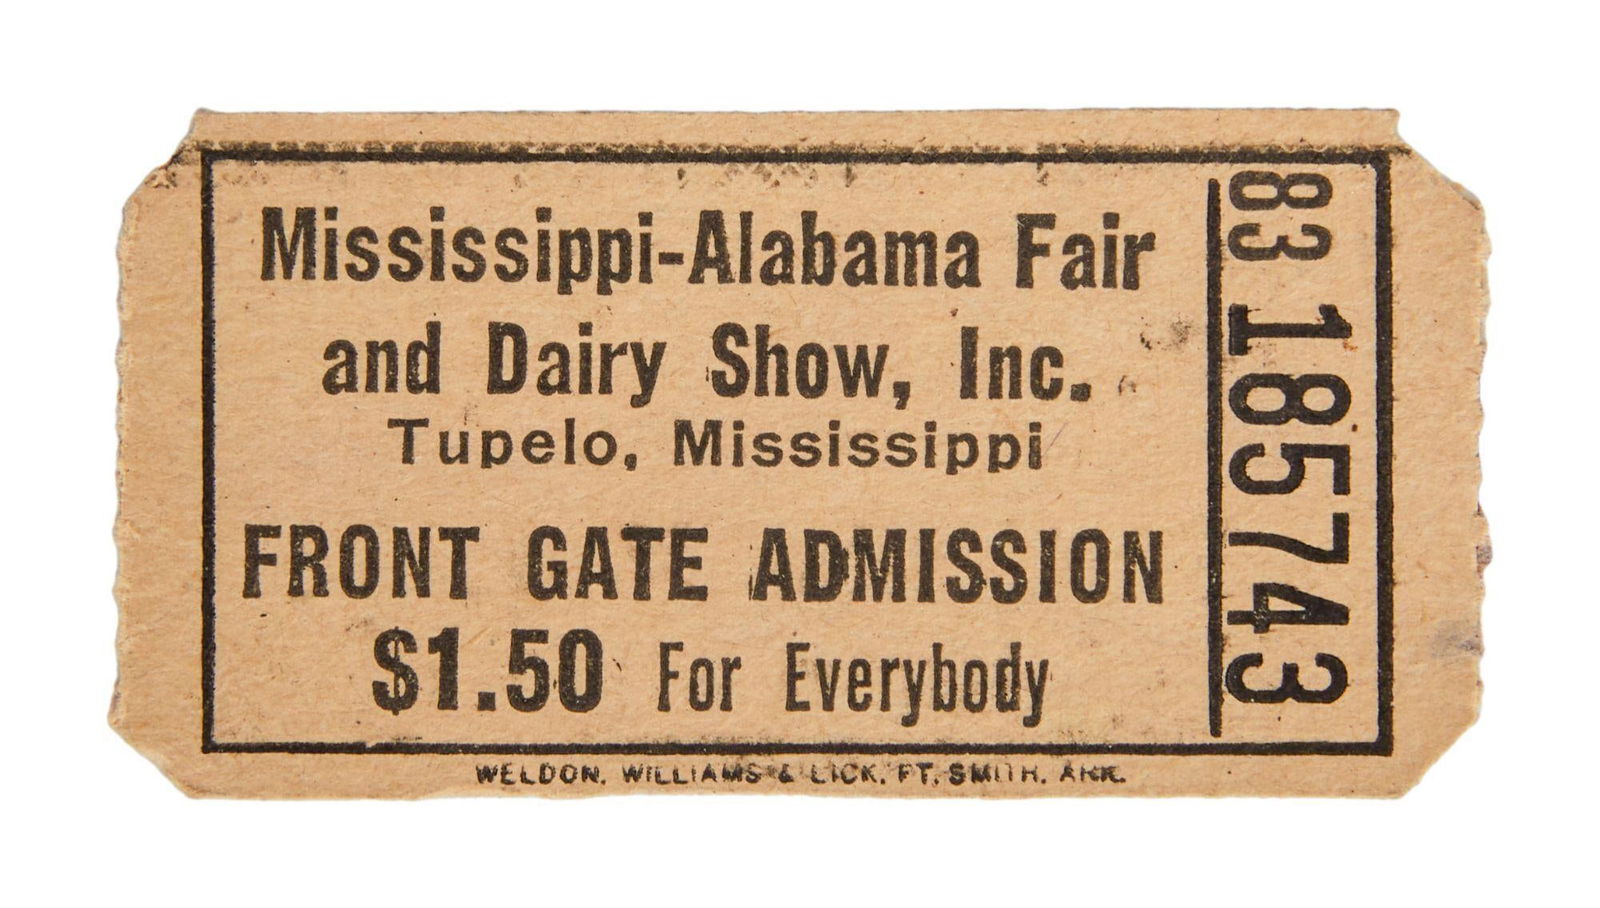 Mississippi-Alabama Fair
and Dairy Show, Inc.
Tupelo, Mississippi
FRONT GATE ADMISSION
$1.50 For Everybody
WELDON, WILLIAMS & LICK, FT. SMITH, ARK.
83 185743